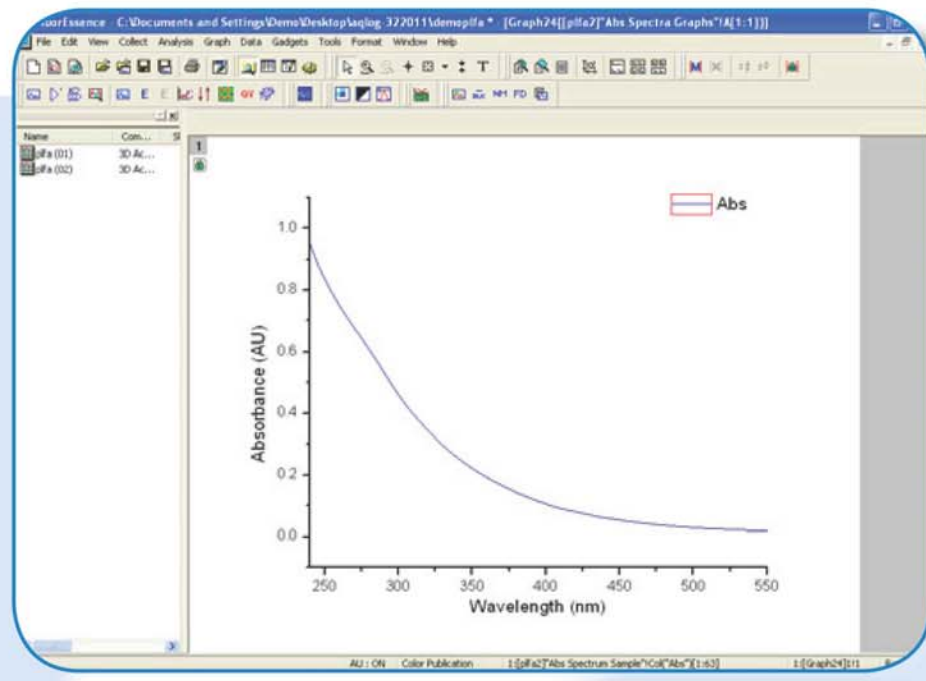 uorEssence - C:\Documents and Settings\Demo\Desktop\aqlog-322011\demoplfa * - [Graph24[[plfa2]"Abs Spectra Graphs"!A[1:1]]]
File Edit View Collect Analysis Graph Data Gadgets Tools Format Window Help
Name Com...
plfa (01) 3D Ac...
plfa (02) 3D Ac...
1
Abs
1.0
0.8
0.6
0.4
0.2
0.0
Absorbance (AU)
250 300 350 400 450 500 550
Wavelength (nm)
AU : ON Color Publication 1:[plfa2]"Abs Spectrum Sample"!Col("Abs")[1:63] 1:[Graph24]1!1